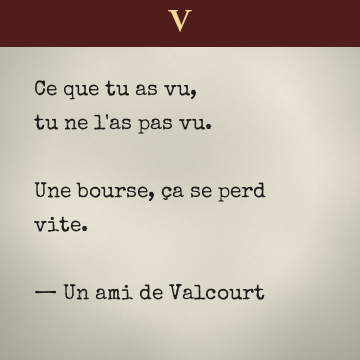 V
Ce que tu as vu,
tu ne l'as pas vu.
Une bourse, ça se perd
vite.
— Un ami de Valcourt